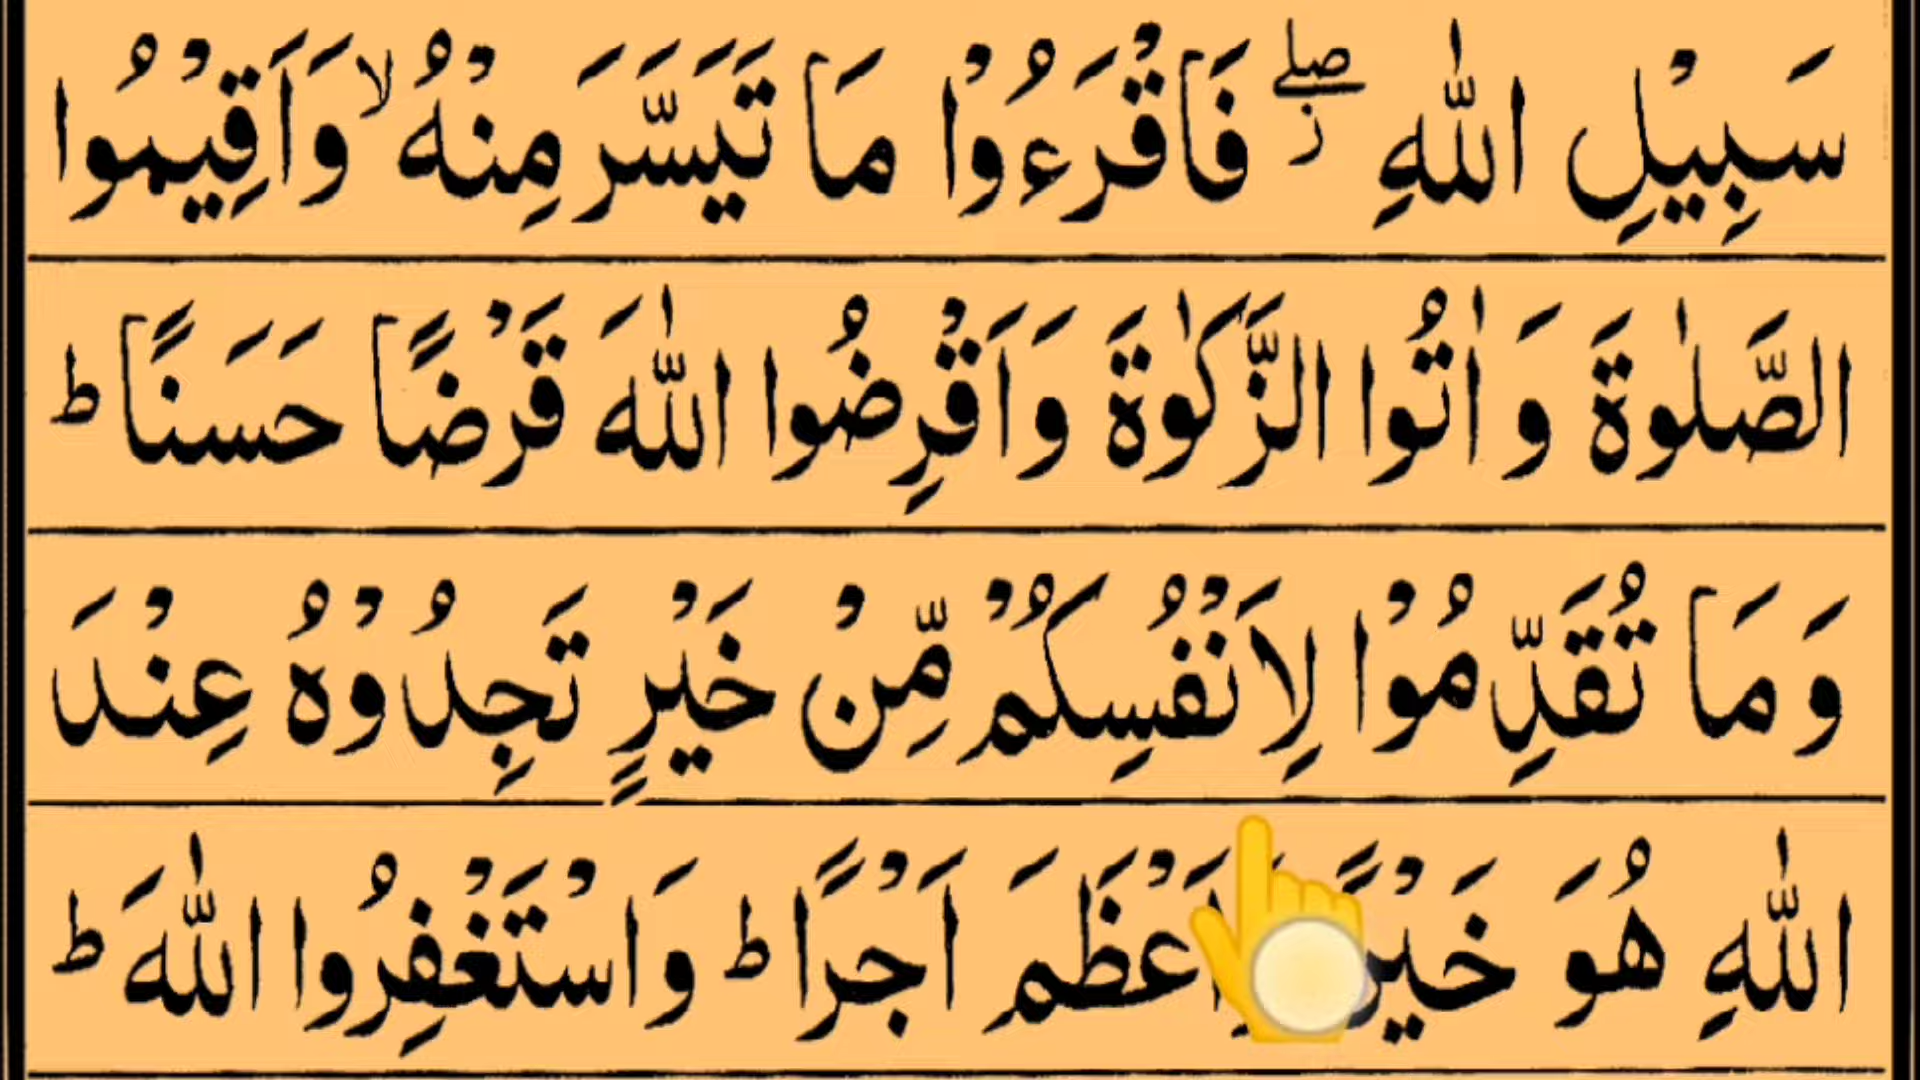 سَبِيْلِ اللّٰهِ ۖز فَاقْرَءُوْا مَا تَيَسَّرَ مِنْهُ ۙ وَاَقِيْمُوا
الصَّلٰوةَ وَ اٰتُوا الزَّكٰوةَ وَاَقْرِضُوا اللّٰهَ قَرْضًا حَسَنًا ؕ
وَ مَا تُقَدِّمُوْا لِاَنْفُسِكُمْ مِّنْ خَيْرٍ تَجِدُوْهُ عِنْدَ
اللّٰهِ هُوَ خَيْرًا اَعْظَمَ اَجْرًا ؕ وَاسْتَغْفِرُوا اللّٰهَ ؕ